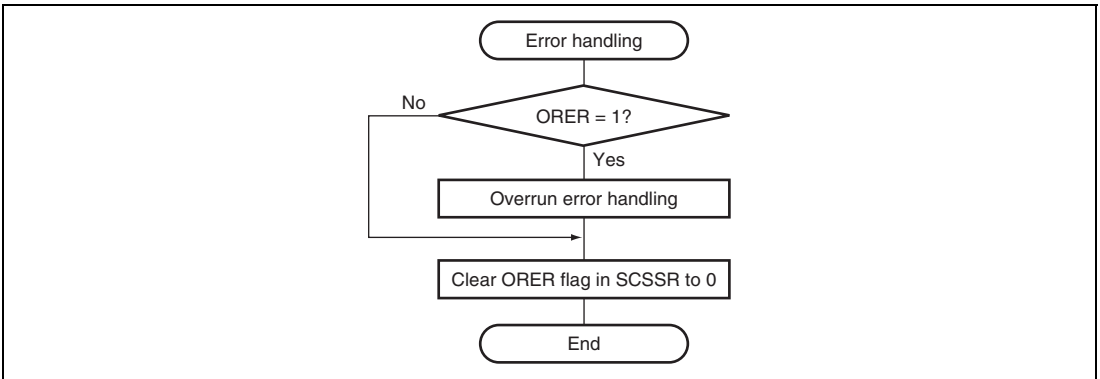 Error handling
No
ORER = 1?
Yes
Overrun error handling
Clear ORER flag in SCSSR to 0
End